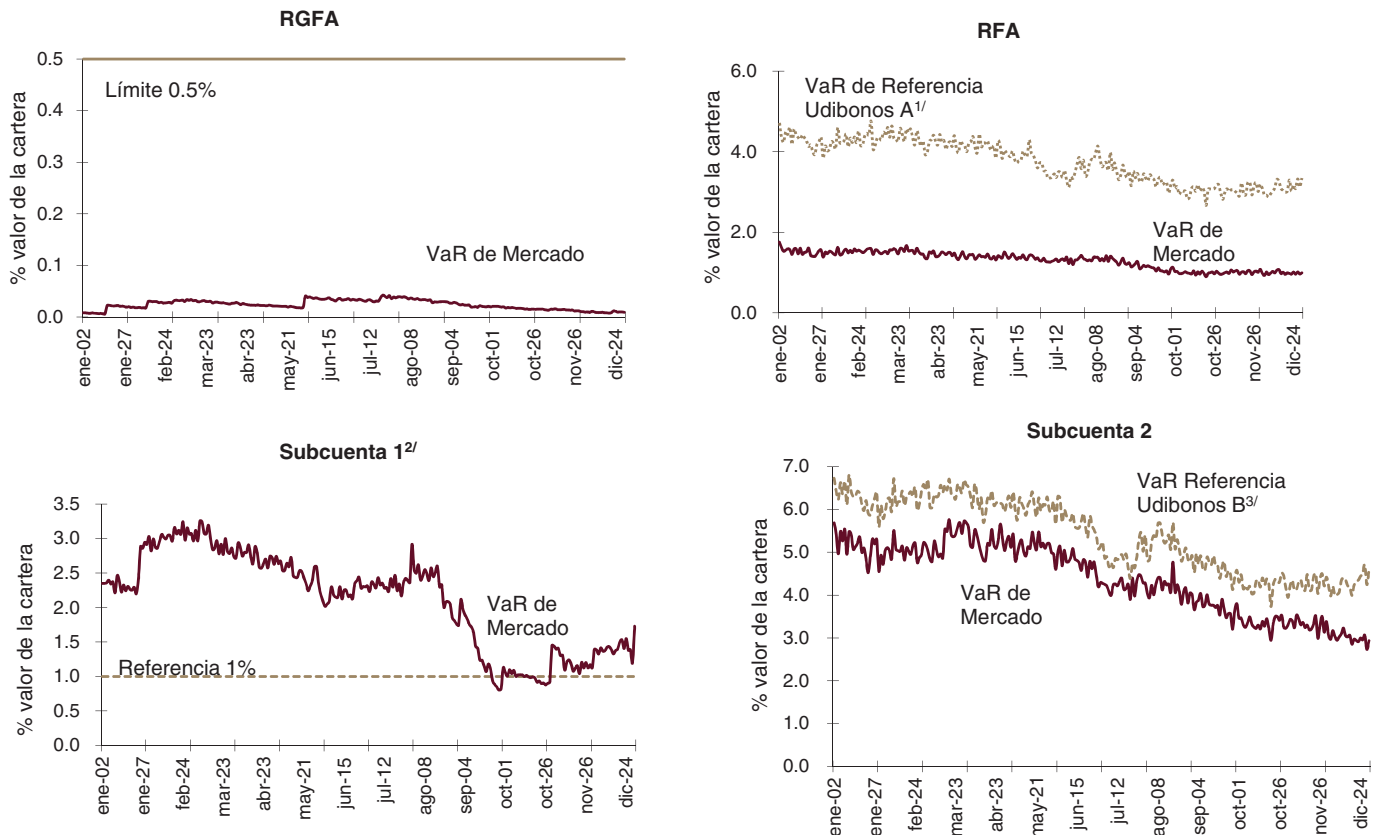 RGFA
% valor de la cartera
0.5
0.4
0.3
0.2
0.1
0.0
Límite 0.5%
VaR de Mercado
ene-02
ene-27
feb-24
mar-23
abr-23
may-21
jun-15
jul-12
ago-08
sep-04
oct-01
oct-26
nov-26
dic-24
RFA
% valor de la cartera
6.0
4.0
2.0
0.0
VaR de Referencia
Udibonos A1/
VaR de
Mercado
ene-02
ene-27
feb-24
mar-23
abr-23
may-21
jun-15
jul-12
ago-08
sep-04
oct-01
oct-26
nov-26
dic-24
Subcuenta 12/
% valor de la cartera
3.5
3.0
2.5
2.0
1.5
1.0
0.5
0.0
VaR de
Mercado
Referencia 1%
ene-02
ene-27
feb-24
mar-23
abr-23
may-21
jun-15
jul-12
ago-08
sep-04
oct-01
oct-26
nov-26
dic-24
Subcuenta 2
% valor de la cartera
7.0
6.0
5.0
4.0
3.0
2.0
1.0
0.0
VaR Referencia
Udibonos B3/
VaR de
Mercado
ene-02
ene-27
feb-24
mar-23
abr-23
may-21
jun-15
jul-12
ago-08
sep-04
oct-01
oct-26
nov-26
dic-24